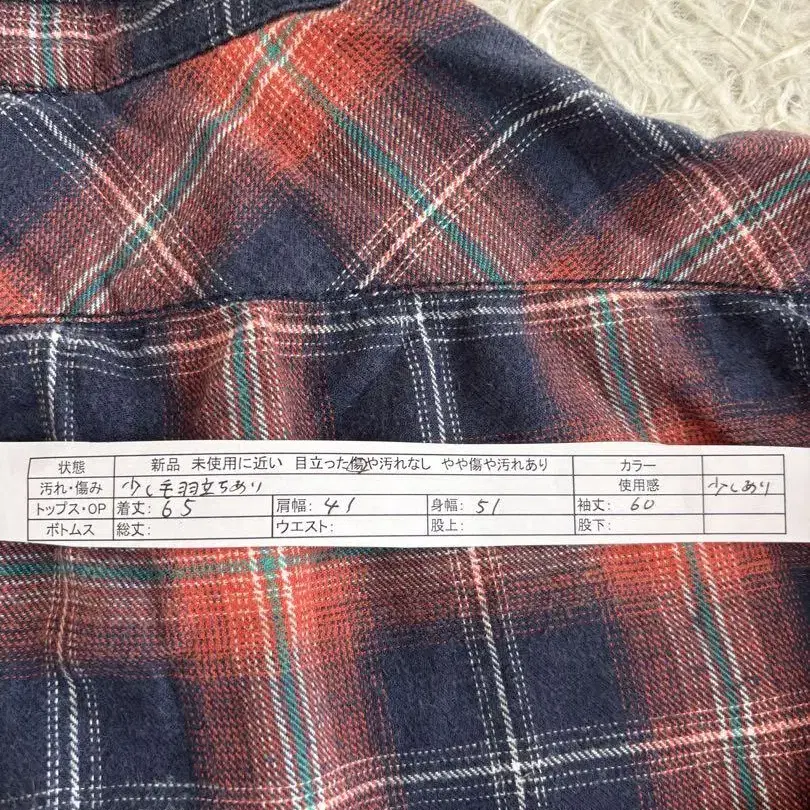 状態 新品 未使用に近い 目立った傷や汚れなし やや傷や汚れあり カラー
汚れ・傷み 少し毛羽立ちあり 使用感 少しあり
トップス・OP 着丈: 65 肩幅: 41 身幅: 51 袖丈: 60
ボトムス 総丈: ウエスト: 股上: 股下: